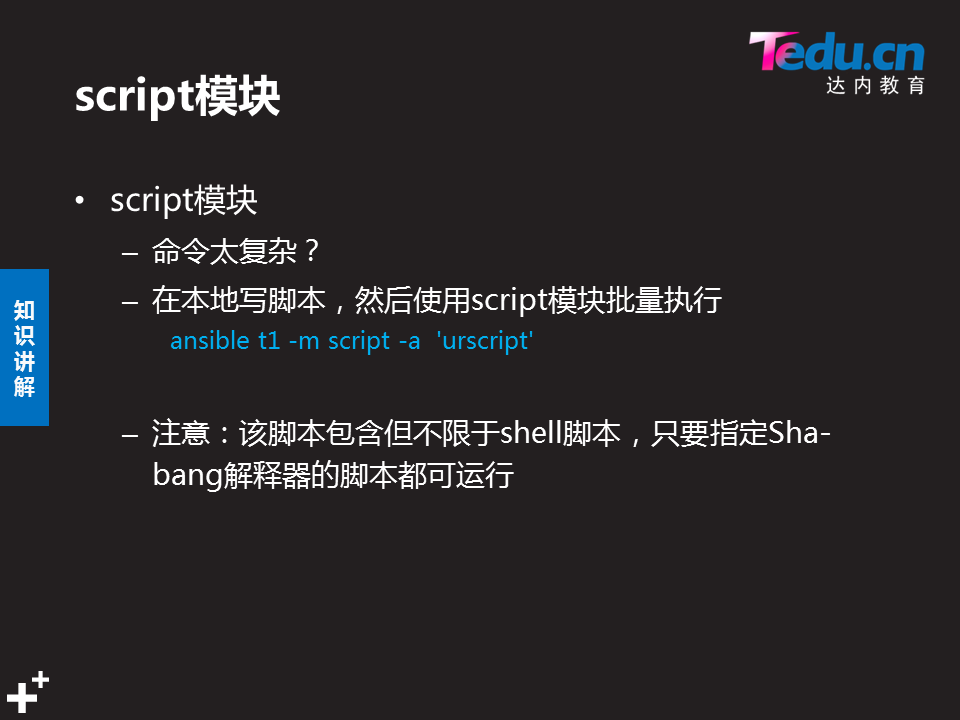 Tedu.cn
达内教育
script模块
• script模块
– 命令太复杂？
– 在本地写脚本，然后使用script模块批量执行
ansible t1 -m script -a  'urscript'
– 注意：该脚本包含但不限于shell脚本，只要指定Sha-
bang解释器的脚本都可运行
知
识
讲
解